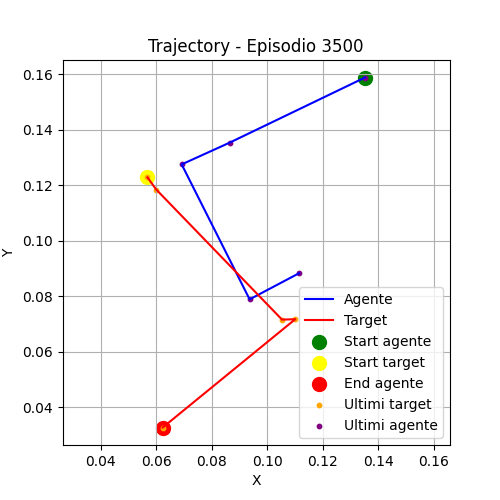 Trajectory - Episodio 3500
0.16
0.14
0.12
0.10
0.08
0.06
0.04
Y
Agente
Target
Start agente
Start target
End agente
Ultimi target
Ultimi agente
0.04 0.06 0.08 0.10 0.12 0.14 0.16
X